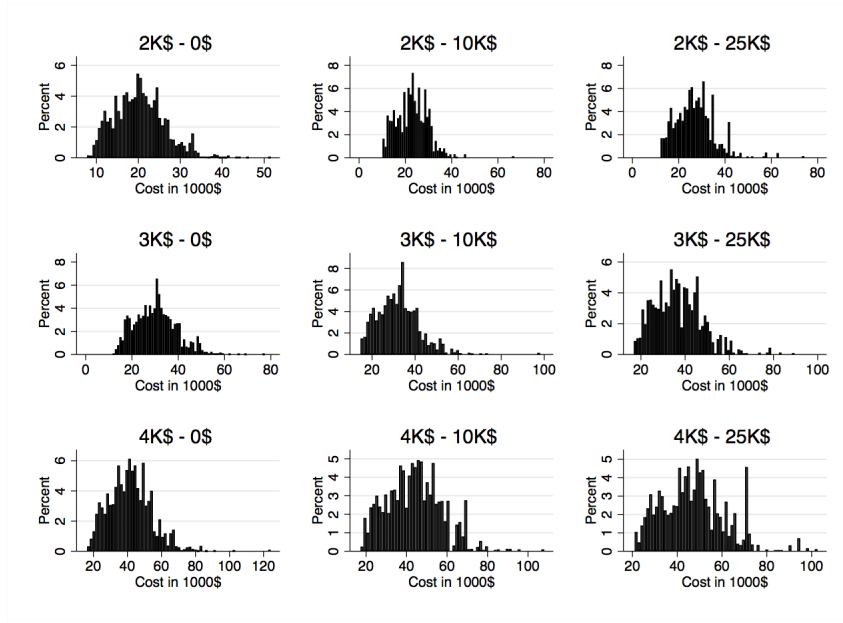 2K$ - 0$
2K$ - 10K$
2K$ - 25K$
Percent
0 2 4 6
10 20 30 40 50
Cost in 1000$
Percent
0 2 4 6 8
0 20 40 60 80
Cost in 1000$
Percent
0 2 4 6 8
0 20 40 60 80
Cost in 1000$
3K$ - 0$
3K$ - 10K$
3K$ - 25K$
Percent
0 2 4 6 8
0 20 40 60 80
Cost in 1000$
Percent
0 2 4 6 8
20 40 60 80 100
Cost in 1000$
Percent
0 2 4 6
20 40 60 80 100
Cost in 1000$
4K$ - 0$
4K$ - 10K$
4K$ - 25K$
Percent
0 2 4 6
20 40 60 80 100 120
Cost in 1000$
Percent
0 1 2 3 4 5
20 40 60 80 100
Cost in 1000$
Percent
0 1 2 3 4 5
20 40 60 80 100
Cost in 1000$